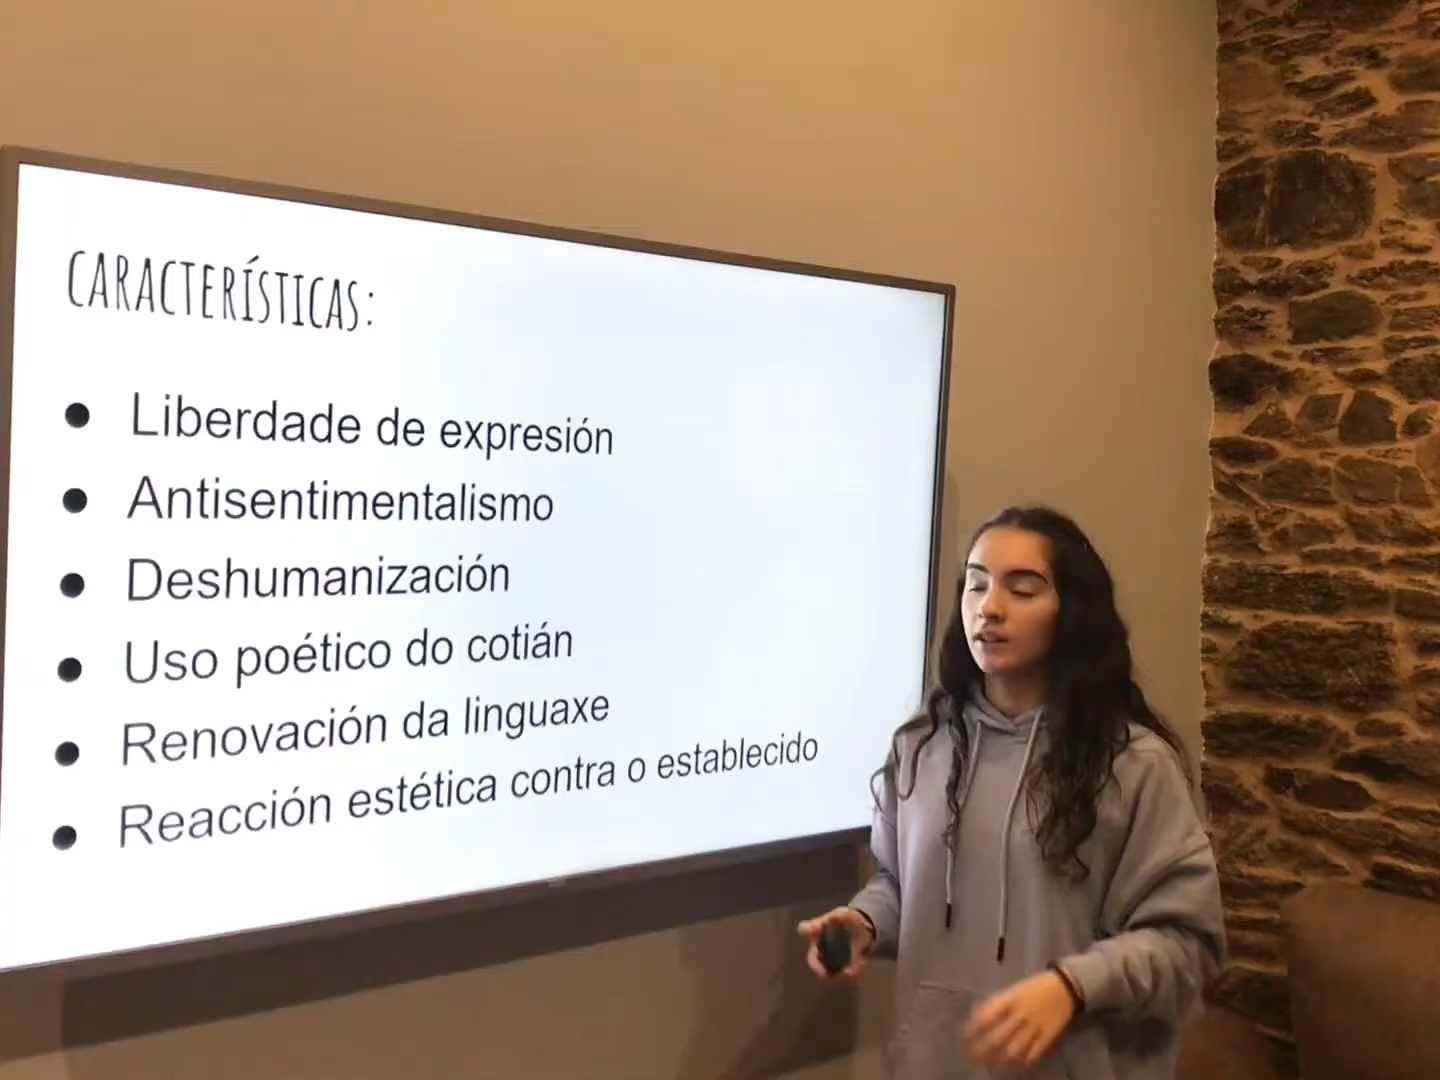 CARACTERÍSTICAS:
● Liberdade de expresión
● Antisentimentalismo
● Deshumanización
● Uso poético do cotián
● Renovación da linguaxe
● Reacción estética contra o establecido